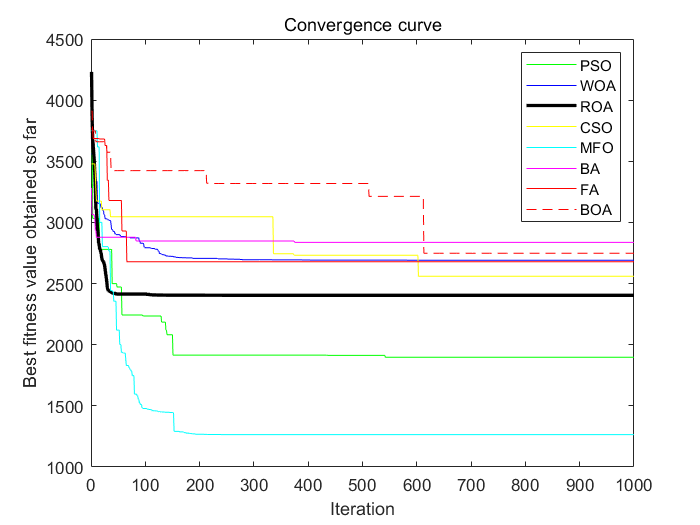 Convergence curve
Best fitness value obtained so far
4500
4000
3500
3000
2500
2000
1500
1000
PSO
WOA
ROA
CSO
MFO
BA
FA
BOA
0 100 200 300 400 500 600 700 800 900 1000
Iteration